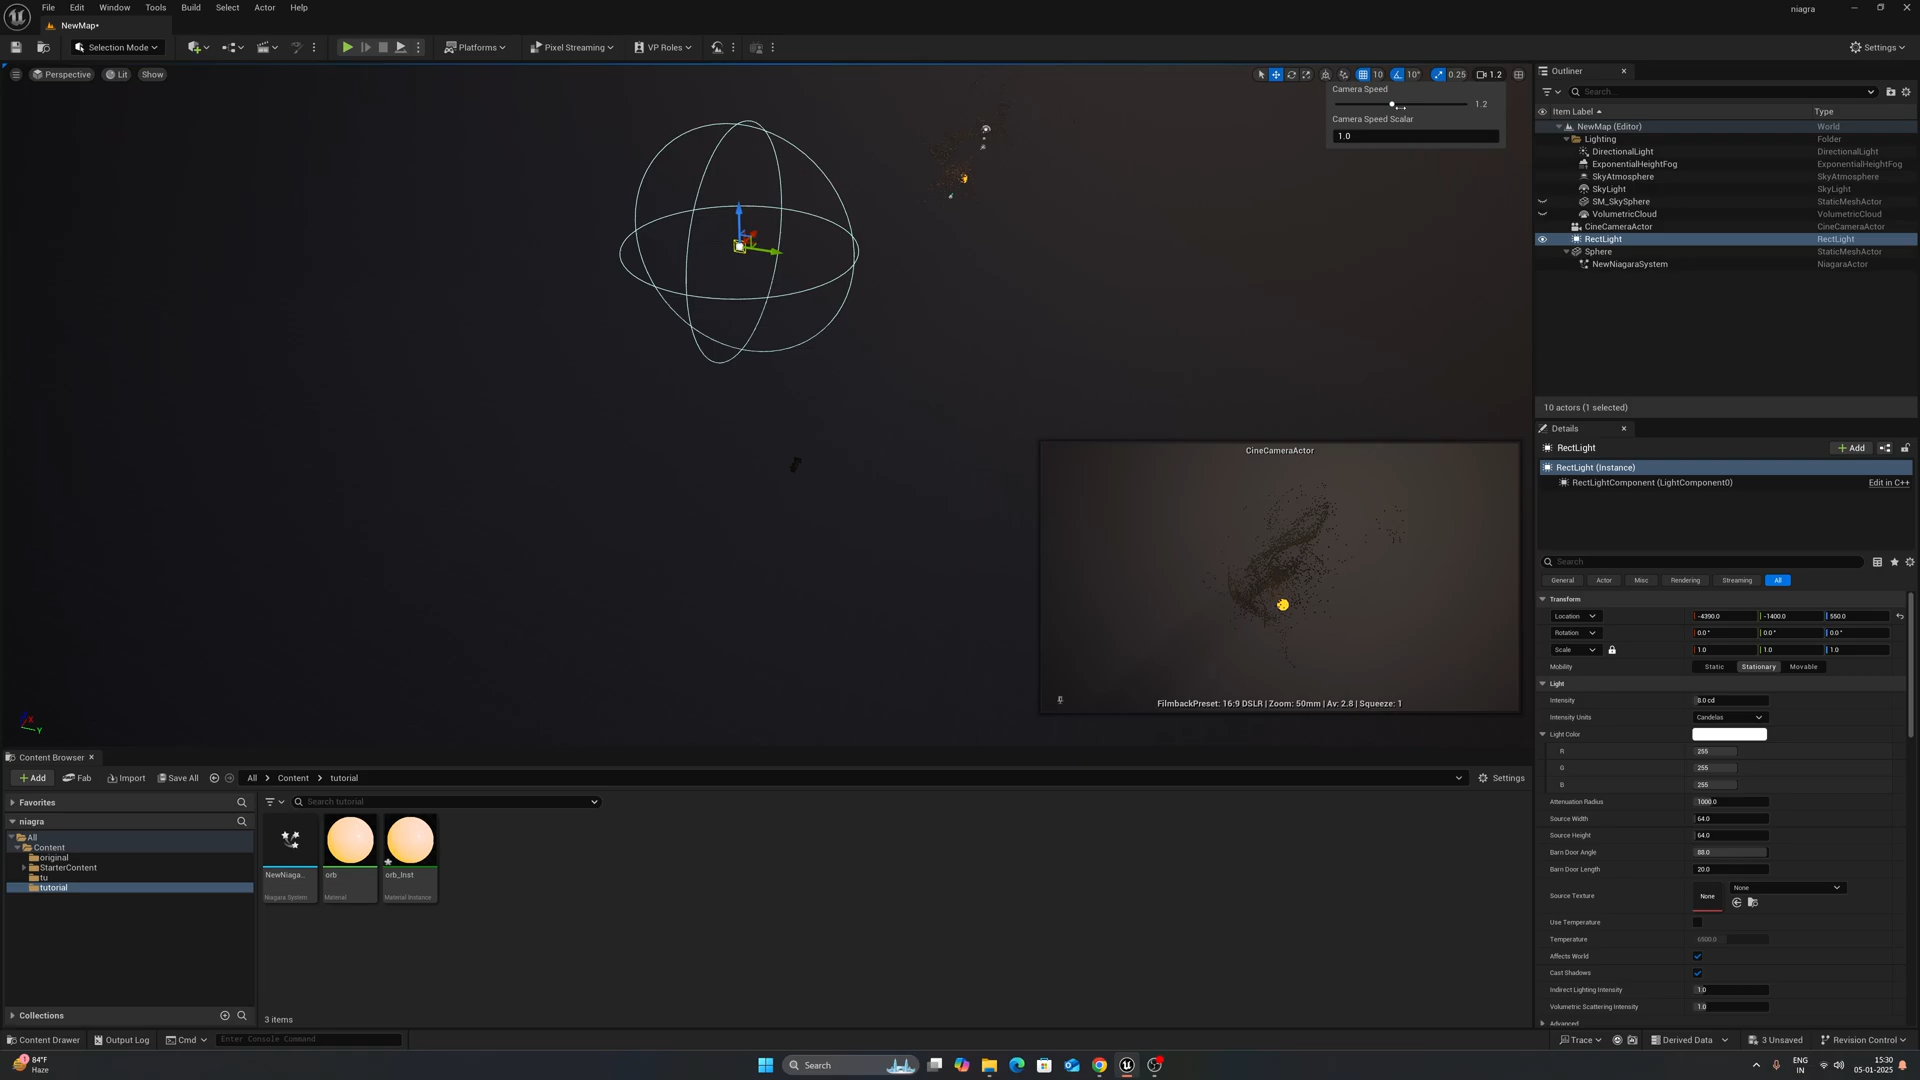 File Edit Window Tools Build Select Actor Help
niagra
NewMap*
Selection Mode
Platforms
Pixel Streaming
VP Roles
Settings
Perspective
Lit
Show
10
10°
0.25
1.2
Camera Speed
1.2
Camera Speed Scalar
1.0
Outliner
Search...
Item Label
Type
NewMap (Editor) World
Lighting Folder
DirectionalLight DirectionalLight
ExponentialHeightFog ExponentialHeightFog
SkyAtmosphere SkyAtmosphere
SkyLight SkyLight
SM_SkySphere StaticMeshActor
VolumetricCloud VolumetricCloud
CineCameraActor CineCameraActor
RectLight RectLight
Sphere StaticMeshActor
NewNiagaraSystem NiagaraActor
10 actors (1 selected)
Details
RectLight
Add
RectLight (Instance)
RectLightComponent (LightComponent0) Edit in C++
Search
General Actor Misc Rendering Streaming All
Transform
Location -4390.0 -1400.0 550.0
Rotation 0.0° 0.0° 0.0°
Scale 1.0 1.0 1.0
Mobility Static Stationary Movable
Light
Intensity 8.0 cd
Intensity Units Candelas
Light Color
R 255
G 255
B 255
Attenuation Radius 1000.0
Source Width 64.0
Source Height 64.0
Barn Door Angle 88.0
Barn Door Length 20.0
Source Texture None None
Use Temperature
Temperature 6500.0
Affects World
Cast Shadows
Indirect Lighting Intensity 1.0
Volumetric Scattering Intensity 1.0
Advanced
CineCameraActor
FilmbackPreset: 16:9 DSLR | Zoom: 50mm | Av: 2.8 | Squeeze: 1
X
Y
Content Browser
Add
Fab
Import
Save All
All
Content
tutorial
Settings
Favorites
niagra
All
Content
original
StarterContent
tu
tutorial
Collections
Search tutorial
NewNiaga...
Niagara System
orb
Material
orb_Inst
Material Instance
3 items
Content Drawer
Output Log
Cmd
Enter Console Command
Trace
Derived Data
3 Unsaved
Revision Control
1
84°F
Haze
Search
ENG
IN
15:30
05-01-2025